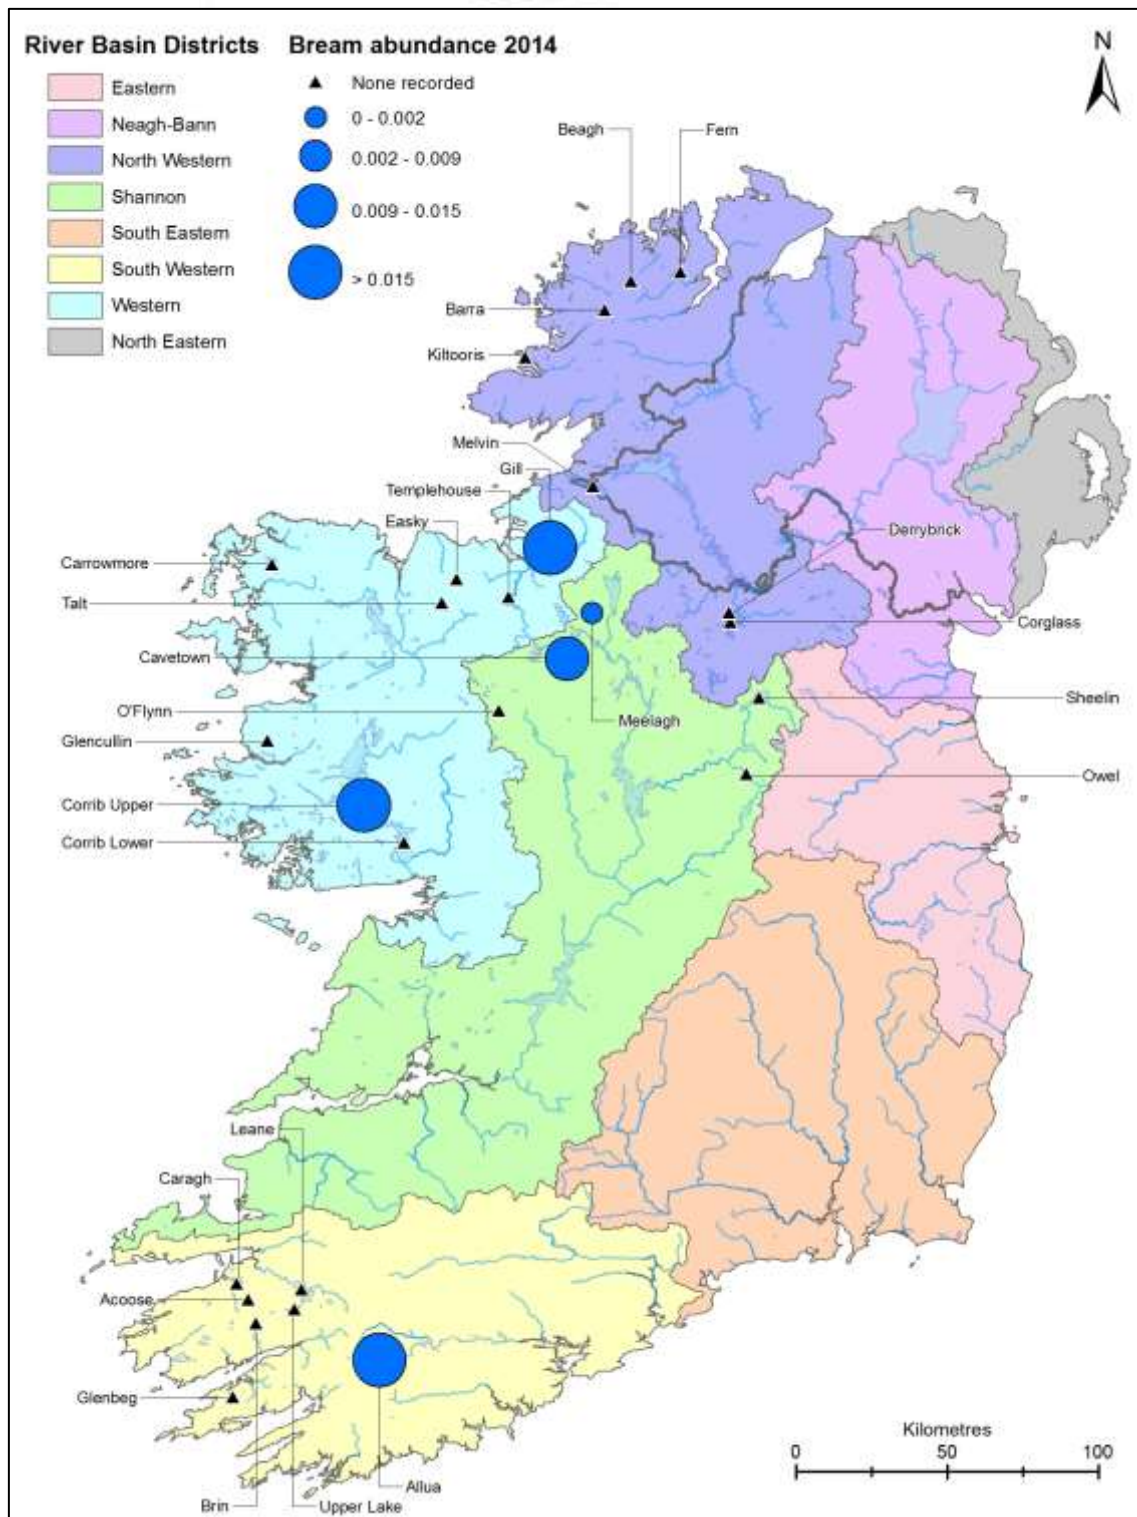 River Basin Districts
Eastern
Neagh-Bann
North Western
Shannon
South Eastern
South Western
Western
North Eastern
Bream abundance 2014
None recorded
0 - 0.002
0.002 - 0.009
0.009 - 0.015
> 0.015
N
Beagh
Fern
Barra
Kiltooris
Melvin
Gill
Templehouse
Easky
Derrybrick
Carrowmore
Talt
Corglass
Cavetown
Sheelin
O'Flynn
Meelagh
Glencullin
Owel
Corrib Upper
Corrib Lower
Leane
Caragh
Acoose
Glenbeg
Kilometres
0 50 100
Allua
Brin
Upper Lake